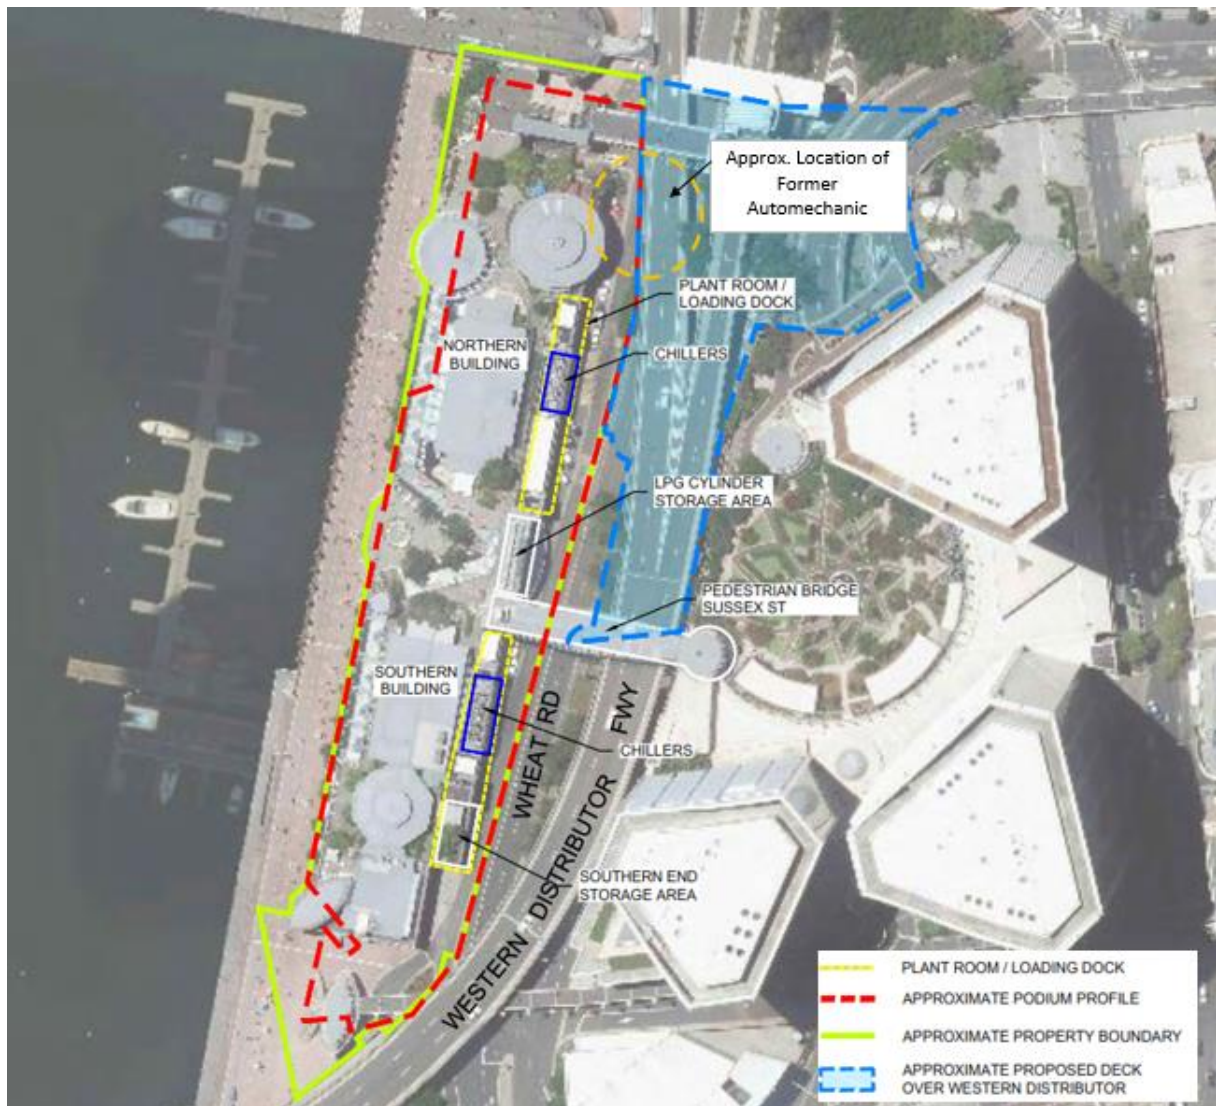 Approx. Location of
Former
Automechanic
PLANT ROOM /
LOADING DOCK
NORTHERN
BUILDING
CHILLERS
LPG CYLINDER
STORAGE AREA
PEDESTRIAN BRIDGE
SUSSEX ST
SOUTHERN
BUILDING
WHEAT RD
CHILLERS
WESTERN DISTRIBUTOR FWY
SOUTHERN END
STORAGE AREA
PLANT ROOM / LOADING DOCK
APPROXIMATE PODIUM PROFILE
APPROXIMATE PROPERTY BOUNDARY
APPROXIMATE PROPOSED DECK
OVER WESTERN DISTRIBUTOR